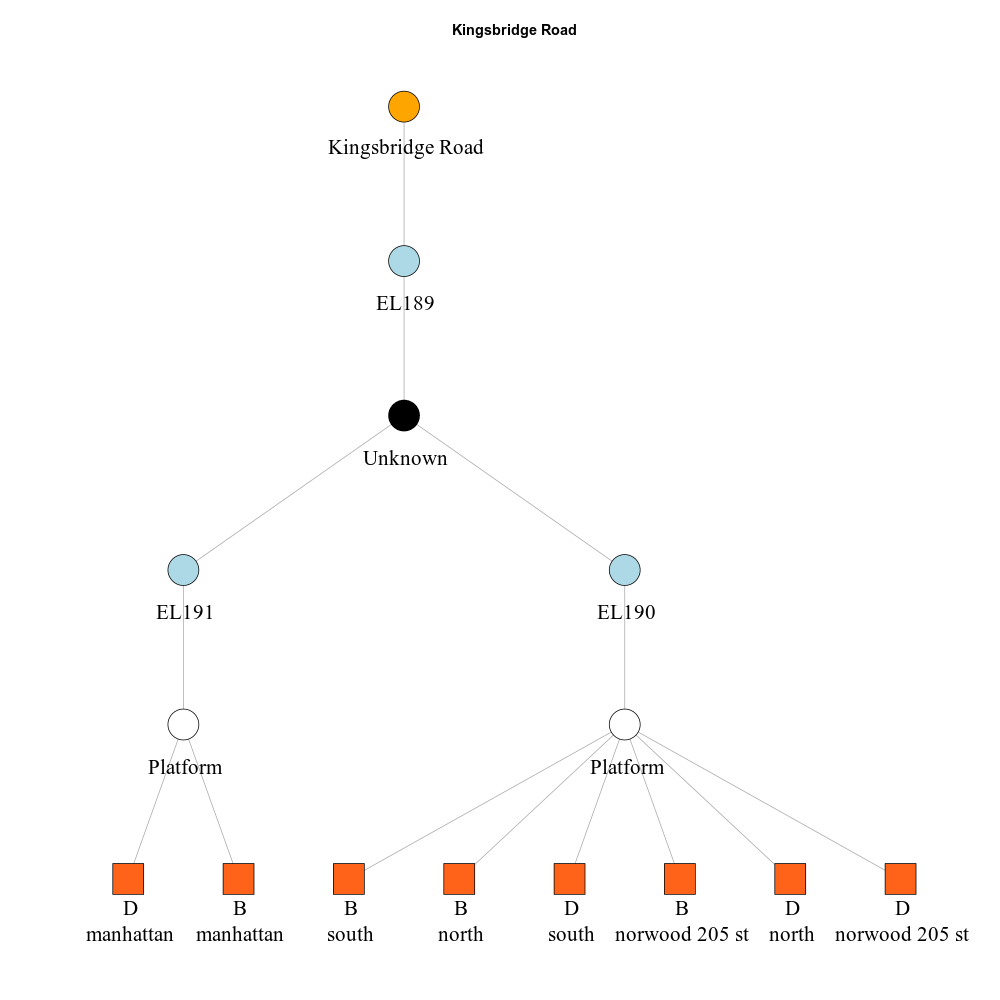 Kingsbridge Road
Kingsbridge Road
EL189
Unknown
EL191
EL190
Platform
Platform
D
manhattan
B
manhattan
B
south
B
north
D
south
B
norwood 205 st
D
north
D
norwood 205 st